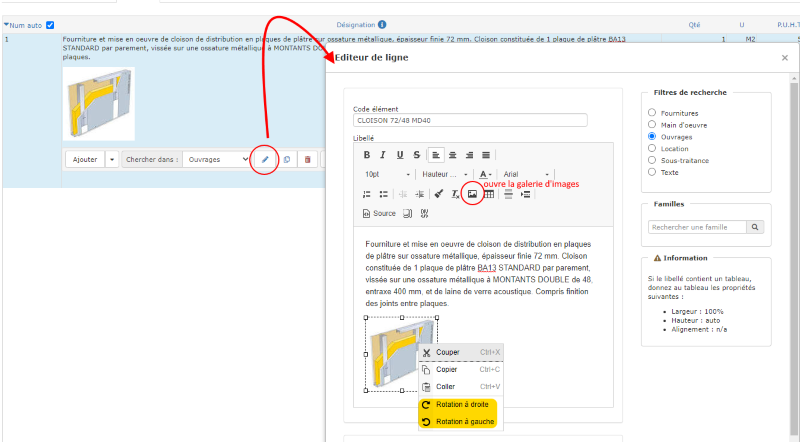 Num auto
Désignation
Qté
U
P.U.H.T
1
Fourniture et mise en oeuvre de cloison de distribution en plaques de plâtre sur ossature métallique, épaisseur finie 72 mm. Cloison constituée de 1 plaque de plâtre BA13
1
M2
STANDARD par parement, vissée sur une ossature métallique à MONTANTS DOU
plaques.
Ajouter
Chercher dans :
Ouvrages
Editeur de ligne
×
Code élément
CLOISON 72/48 MD40
Libellé
B I U S
10pt
Hauteur ...
A
Arial
ouvre la galerie d'images
Source
Fourniture et mise en oeuvre de cloison de distribution en plaques
de plâtre sur ossature métallique, épaisseur finie 72 mm. Cloison
constituée de 1 plaque de plâtre BA13 STANDARD par parement,
vissée sur une ossature métallique à MONTANTS DOUBLE de 48,
entraxe 400 mm, et de laine de verre acoustique. Compris finition
des joints entre plaques.
Couper Ctrl+X
Copier Ctrl+C
Coller Ctrl+V
Rotation à droite
Rotation à gauche
Filtres de recherche
Fournitures
Main d'oeuvre
Ouvrages
Location
Sous-traitance
Texte
Familles
Rechercher une famille
Information
Si le libellé contient un tableau,
donnez au tableau les propriétés
suivantes :
• Largeur : 100%
• Hauteur : auto
• Alignement : n/a